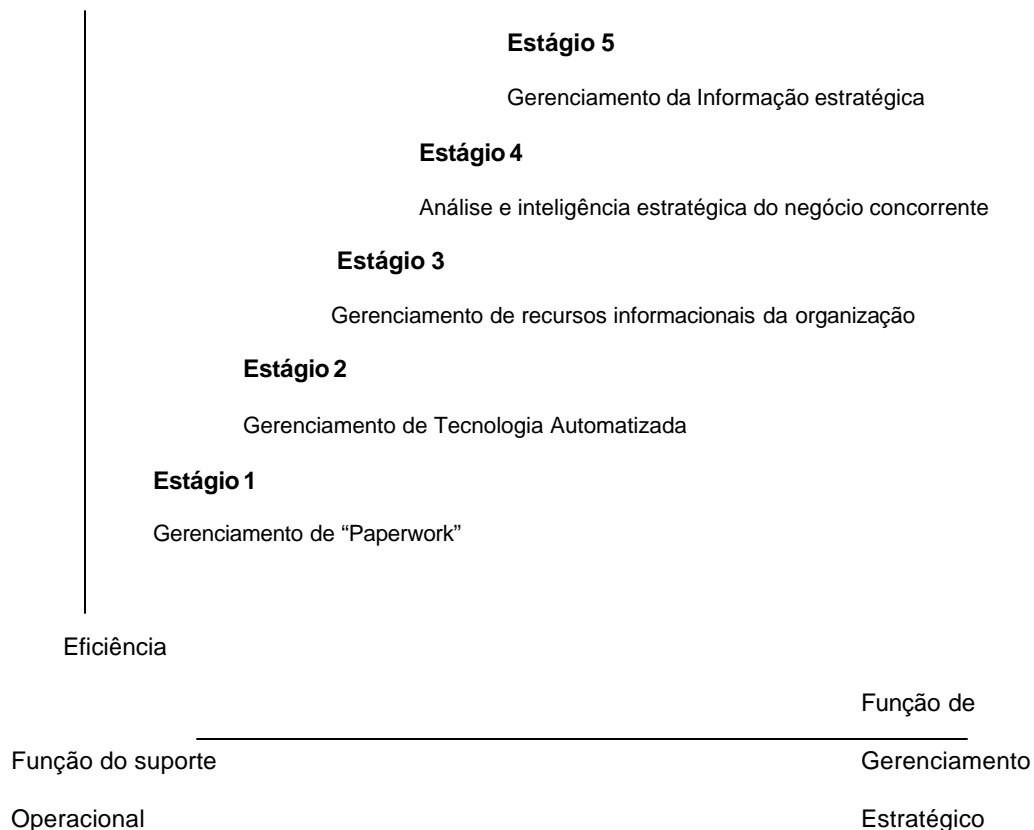 Estágio 5
Gerenciamento da Informação estratégica
Estágio 4
Análise e inteligência estratégica do negócio concorrente
Estágio 3
Gerenciamento de recursos informacionais da organização
Estágio 2
Gerenciamento de Tecnologia Automatizada
Estágio 1
Gerenciamento de “Paperwork”
Eficiência
Função de
Função do suporte Gerenciamento
Operacional Estratégico